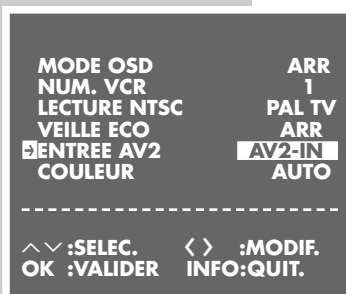 MODE OSD ARR
NUM. VCR 1
LECTURE NTSC PAL TV
VEILLE ECO ARR
ENTREE AV2 AV2-IN
COULEUR AUTO
:SELEC. :MODIF.
OK :VALIDER INFO:QUIT.